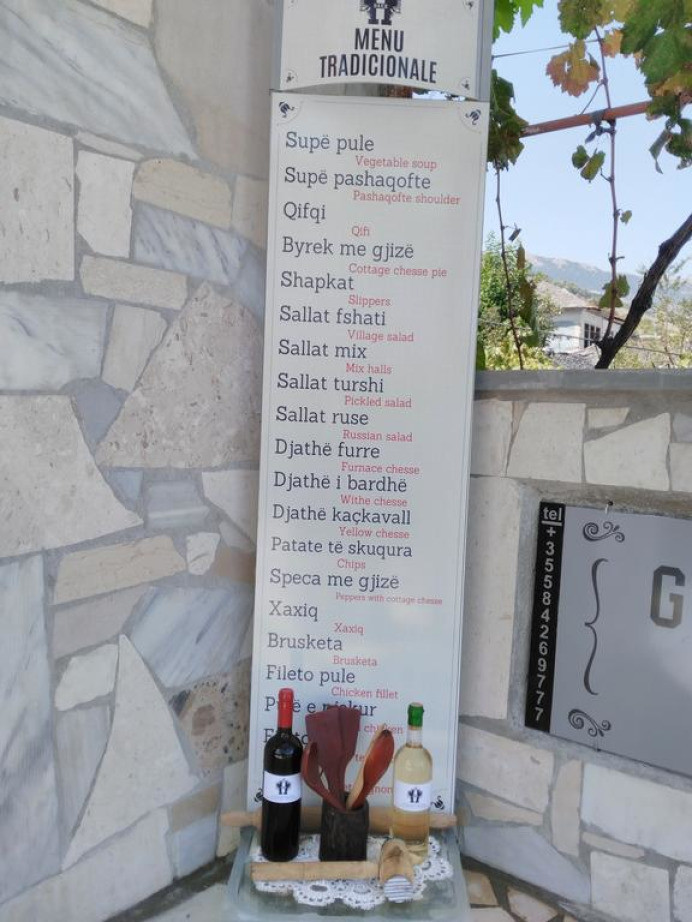 MENU
TRADICIONALE
Supë pule
Vegetable soup
Supë pashaqofte
Pashaqofte shoulder
Qifqi
Qifi
Byrek me gjizë
Cottage chesse pie
Shapkat
Slippers
Sallat fshati
Village salad
Sallat mix
Mix halls
Sallat turshi
Pickled salad
Sallat ruse
Russian salad
Djathë furre
Furnace chesse
Djathë i bardhë
Withe chesse
Djathë kaçkavall
Yellow chesse
Patate të skuqura
Chips
Speca me gjizë
Peppers with cottage chesse
Xaxiq
Xaxiq
Brusketa
Brusketa
Fileto pule
Chicken fillet
tel
+355842269777
G